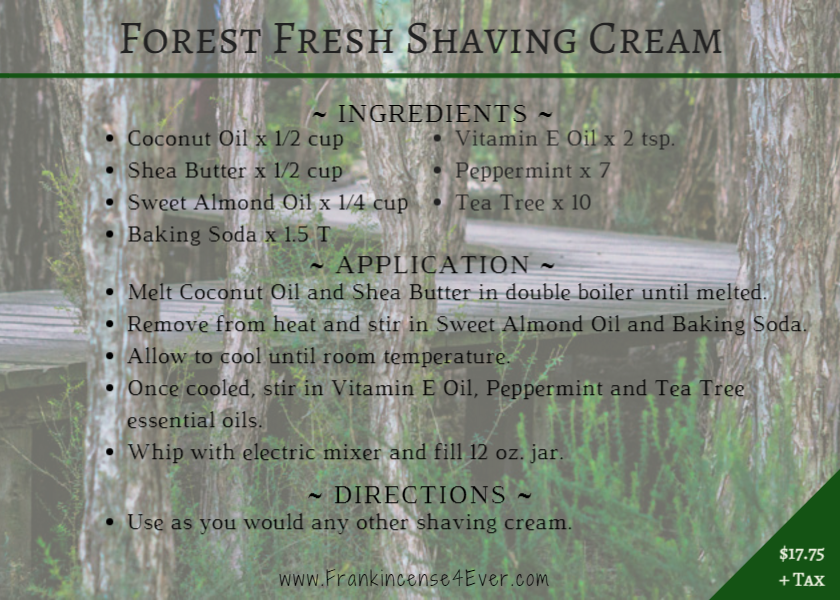 Forest Fresh Shaving Cream
~ INGREDIENTS ~
• Coconut Oil x 1/2 cup
• Shea Butter x 1/2 cup
• Sweet Almond Oil x 1/4 cup
• Baking Soda x 1.5 T
• Vitamin E Oil x 2 tsp.
• Peppermint x 7
• Tea Tree x 10
~ APPLICATION ~
• Melt Coconut Oil and Shea Butter in double boiler until melted.
• Remove from heat and stir in Sweet Almond Oil and Baking Soda.
• Allow to cool until room temperature.
• Once cooled, stir in Vitamin E Oil, Peppermint and Tea Tree
essential oils.
• Whip with electric mixer and fill 12 oz. jar.
~ DIRECTIONS ~
• Use as you would any other shaving cream.
www.Frankincense4Ever.com
$17.75
+ Tax